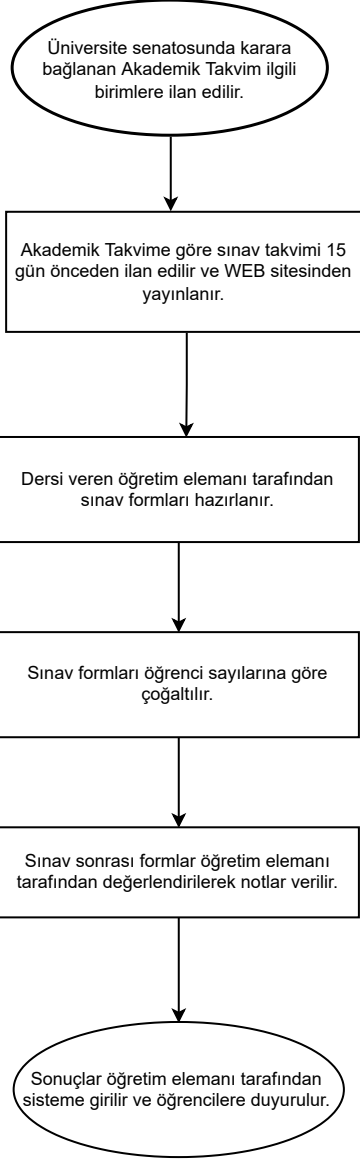 Üniversite senatosunda karara
bağlanan Akademik Takvim ilgili
birimlere ilan edilir.
Akademik Takvime göre sınav takvimi 15
gün önceden ilan edilir ve WEB sitesinden
yayınlanır.
Dersi veren öğretim elemanı tarafından
sınav formları hazırlanır.
Sınav formları öğrenci sayılarına göre
çoğaltılır.
Sınav sonrası formlar öğretim elemanı
tarafından değerlendirilerek notlar verilir.
Sonuçlar öğretim elemanı tarafından
sisteme girilir ve öğrencilere duyurulur.